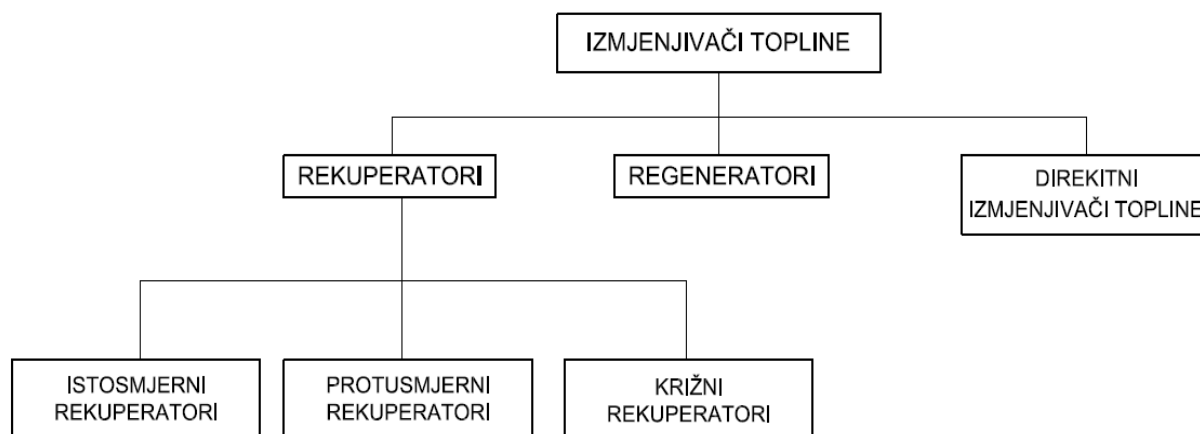 IZMJENJIVAČI TOPLINE
REKUPERATORI
REGENERATORI
DIREKITNI
IZMJENJIVAČI TOPLINE
ISTOSMJERNI
REKUPERATORI
PROTUSMJERNI
REKUPERATORI
KRIŽNI
REKUPERATORI